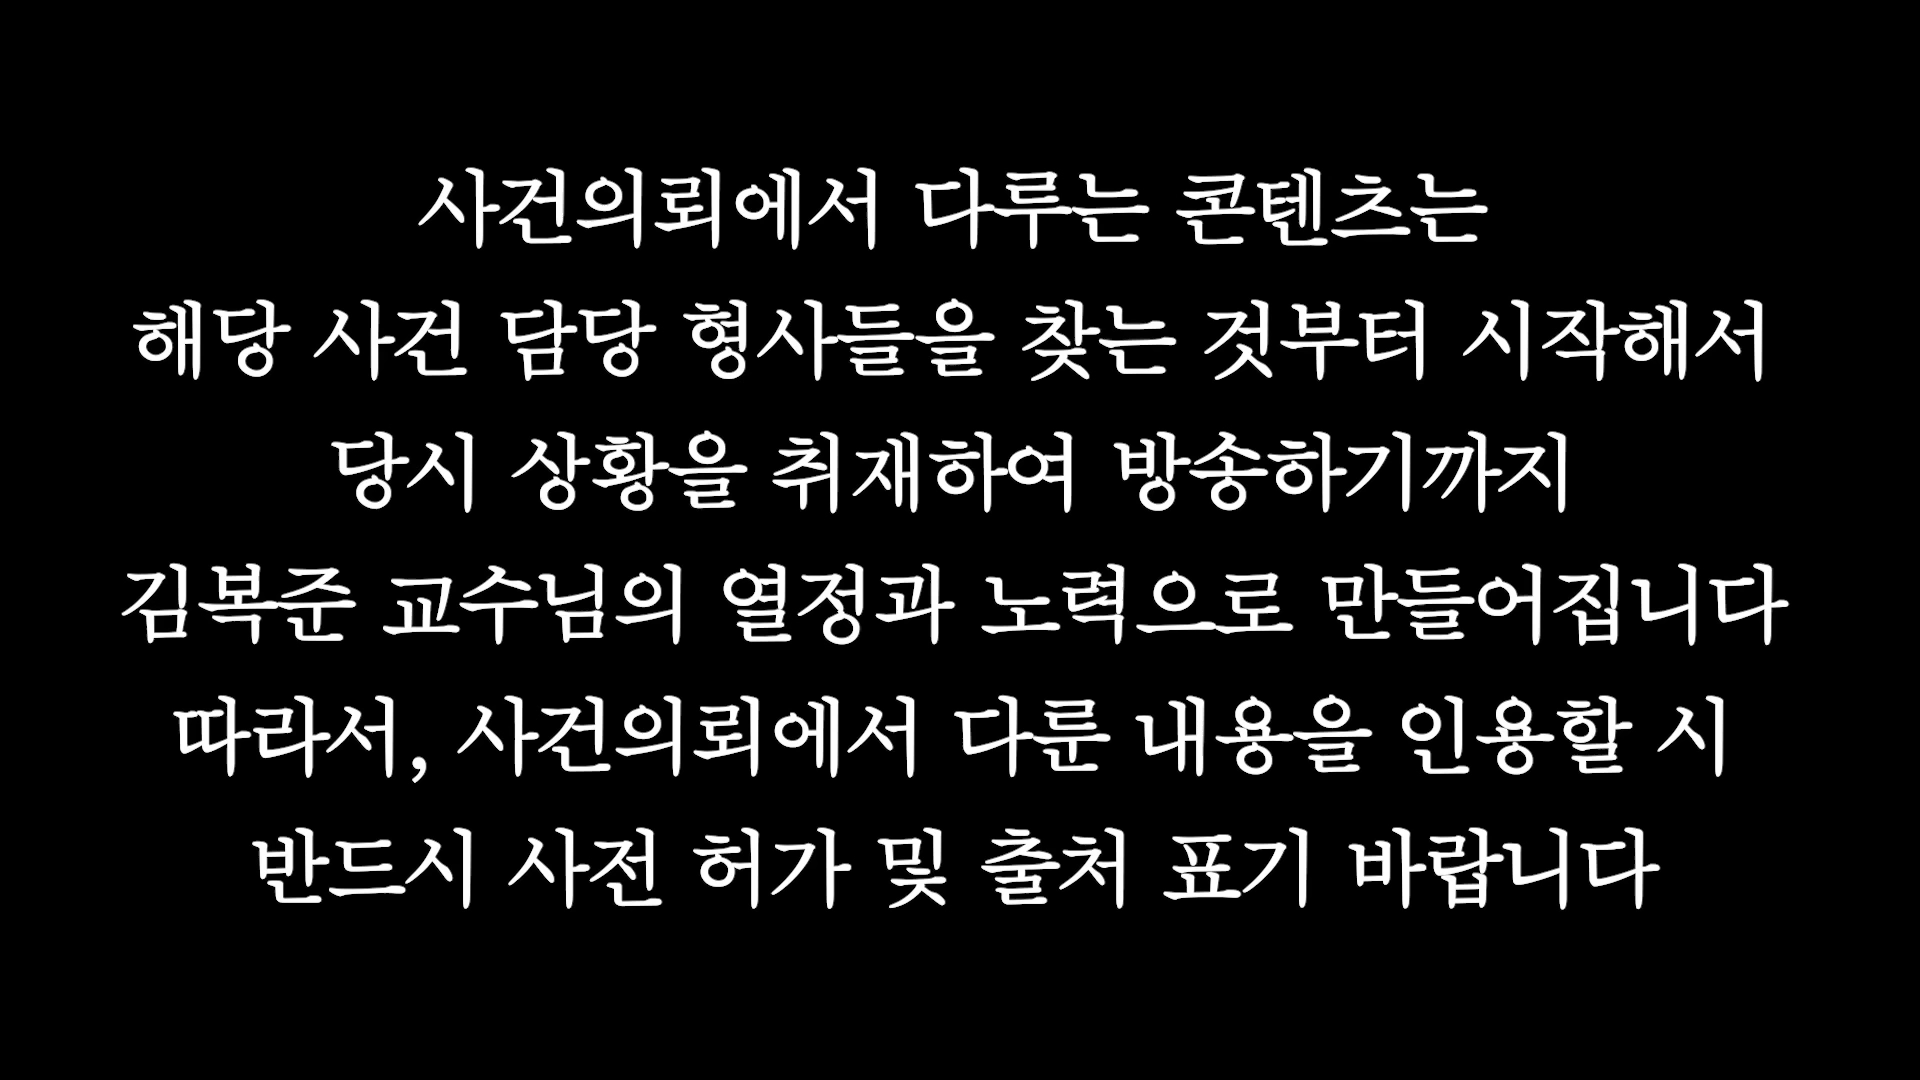 사건의뢰에서 다루는 콘텐츠는
해당 사건 담당 형사들을 찾는 것부터 시작해서
당시 상황을 취재하여 방송하기까지
김복준 교수님의 열정과 노력으로 만들어집니다
따라서, 사건의뢰에서 다룬 내용을 인용할 시
반드시 사전 허가 및 출처 표기 바랍니다